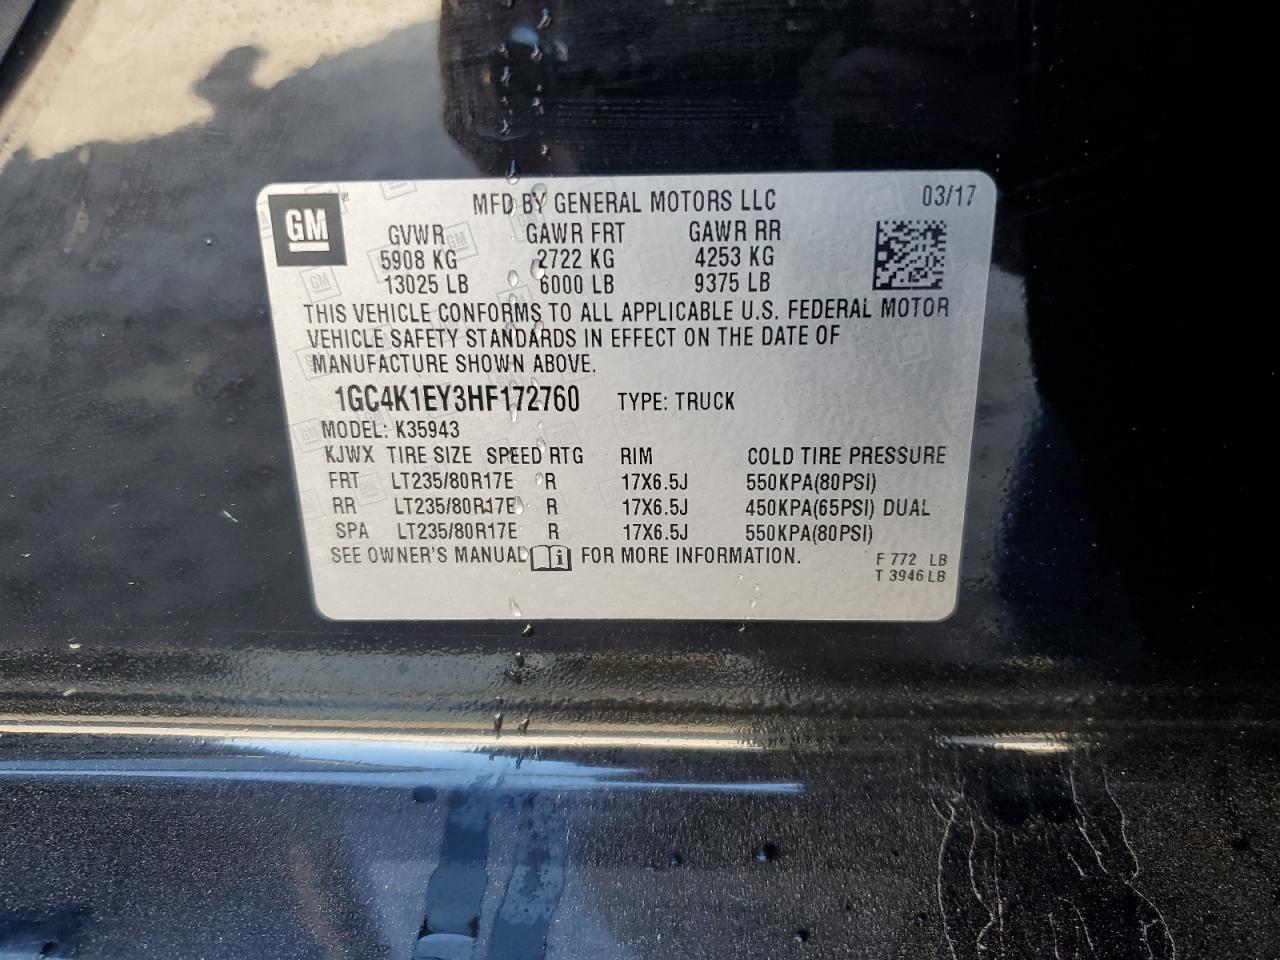 GM ® MFD BY GENERAL MOTORS LLC 03/17
GVWR GAWR FRT GAWR RR
5908 KG 2722 KG 4253 KG
13025 LB 6000 LB 9375 LB
THIS VEHICLE CONFORMS TO ALL APPLICABLE U.S. FEDERAL MOTOR
VEHICLE SAFETY STANDARDS IN EFFECT ON THE DATE OF
MANUFACTURE SHOWN ABOVE.
1GC4K1EY3HF172760 TYPE: TRUCK
MODEL: K35943
KJWX TIRE SIZE SPEED RTG RIM COLD TIRE PRESSURE
FRT LT235/80R17E R 17X6.5J 550KPA(80PSI)
RR LT235/80R17E R 17X6.5J 450KPA(65PSI) DUAL
SPA LT235/80R17E R 17X6.5J 550KPA(80PSI)
SEE OWNER'S MANUAL i FOR MORE INFORMATION.
F 772 LB
T 3946 LB